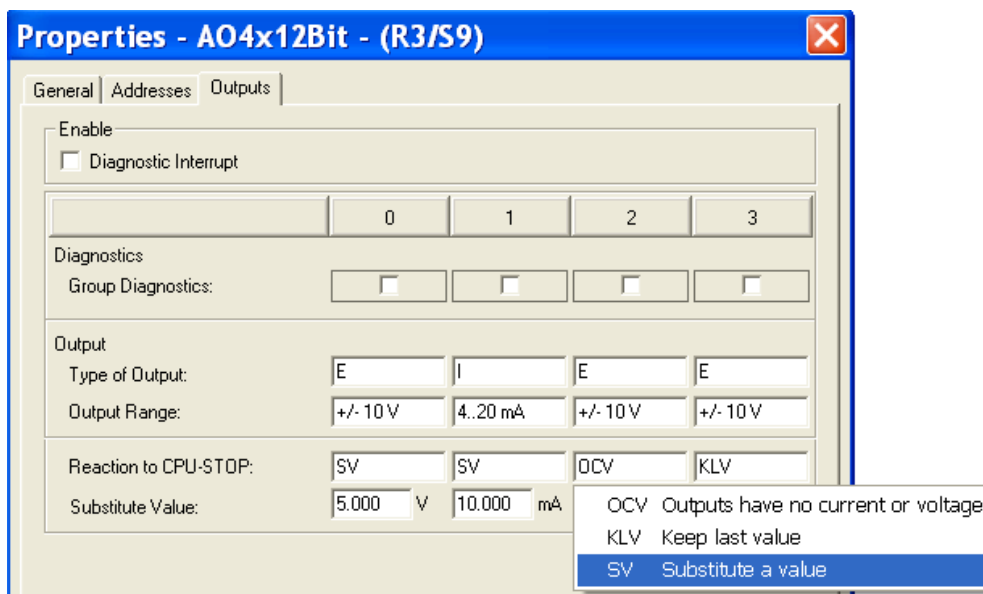 Properties - AO4x12Bit - (R3/S9)
General Addresses Outputs
Enable
Diagnostic Interrupt
0 1 2 3
Diagnostics
Group Diagnostics:
Output
Type of Output: E I E E
Output Range: +/- 10 V 4..20 mA +/- 10 V +/- 10 V
Reaction to CPU-STOP: SV SV OCV KLV
Substitute Value: 5.000 V 10.000 mA
OCV Outputs have no current or voltage
KLV Keep last value
SV Substitute a value